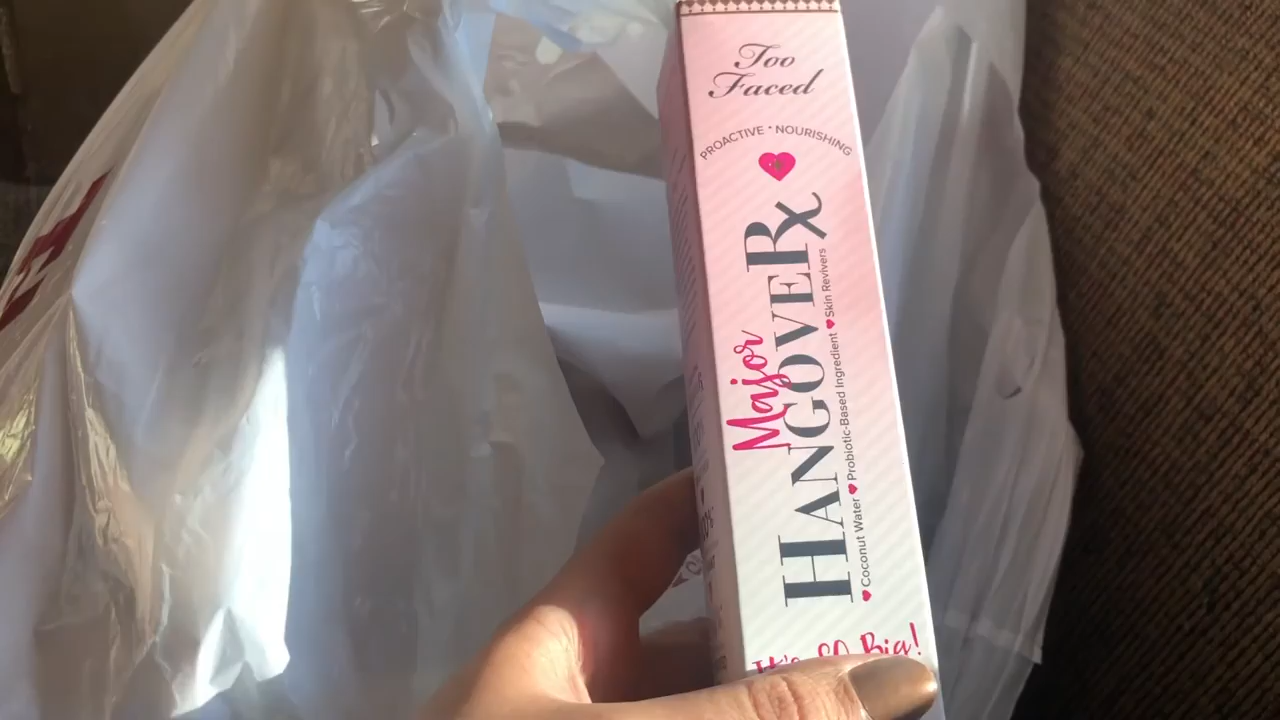 Too
Faced
PROACTIVE • NOURISHING
Major
HANGOVERx
Coconut Water ♥ Probiotic-Based Ingredient ♥ Skin Revivers
It's SO Big!